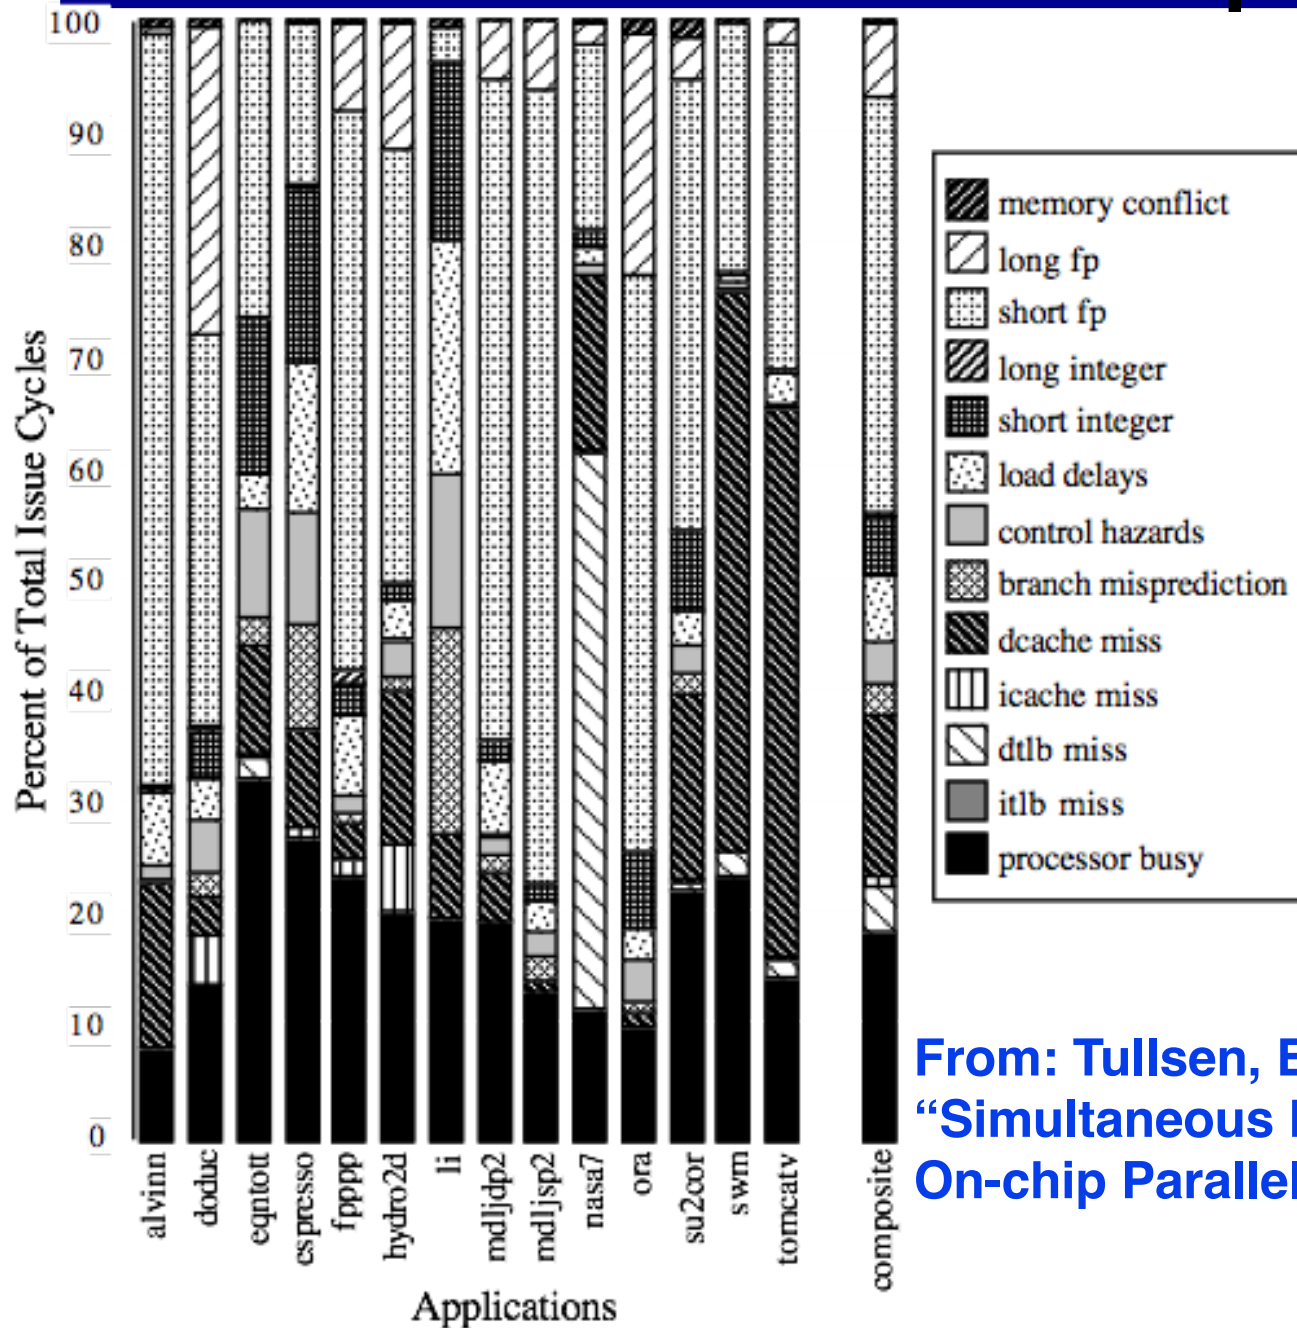 100
90
80
70
60
50
40
30
20
10
0
Percent of Total Issue Cycles
alvinn
doduc
eqntott
espresso
fpppp
hydro2d
li
mdljdp2
mdljsp2
nasa7
ora
su2cor
swm
tomcatv
composite
Applications
memory conflict
long fp
short fp
long integer
short integer
load delays
control hazards
branch misprediction
dcache miss
icache miss
dtlb miss
itlb miss
processor busy
From: Tullsen,
“Simultaneous
On-chip Parallel